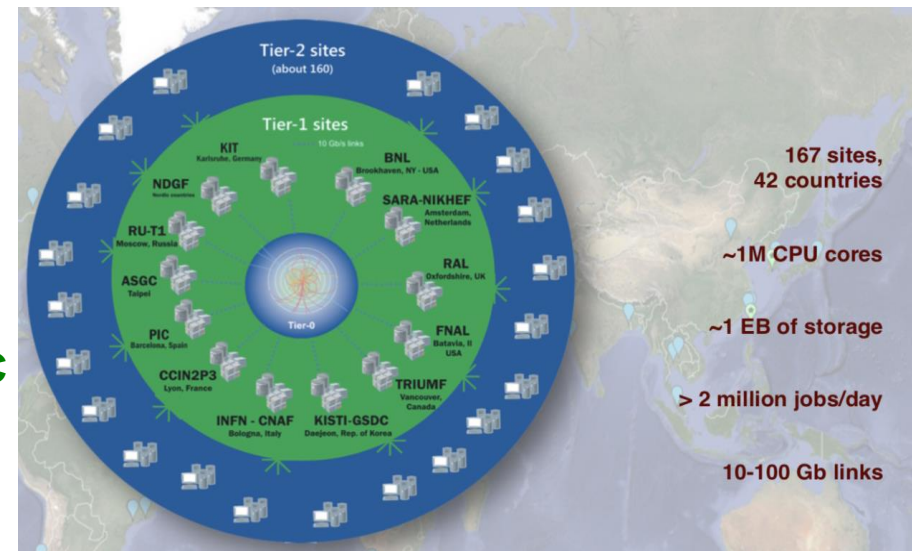 Tier-2 sites
(about 160)
Tier-1 sites
10 Gb/s links
KIT
Karlsruhe, Germany
BNL
Brookhaven, NY - USA
NDGF
Nordic countries
SARA-NIKHEF
Amsterdam,
Netherlands
RU-T1
Moscow, Russia
RAL
Oxfordshire, UK
ASGC
Taipei
Tier-0
FNAL
Batavia, Il
USA
PIC
Barcelona, Spain
CCIN2P3
Lyon, France
TRIUMF
Vancouver,
Canada
INFN - CNAF
Bologna, Italy
KISTI-GSDC
Daejeon, Rep. of Korea
167 sites,
42 countries
~1M CPU cores
~1 EB of storage
> 2 million jobs/day
10-100 Gb links